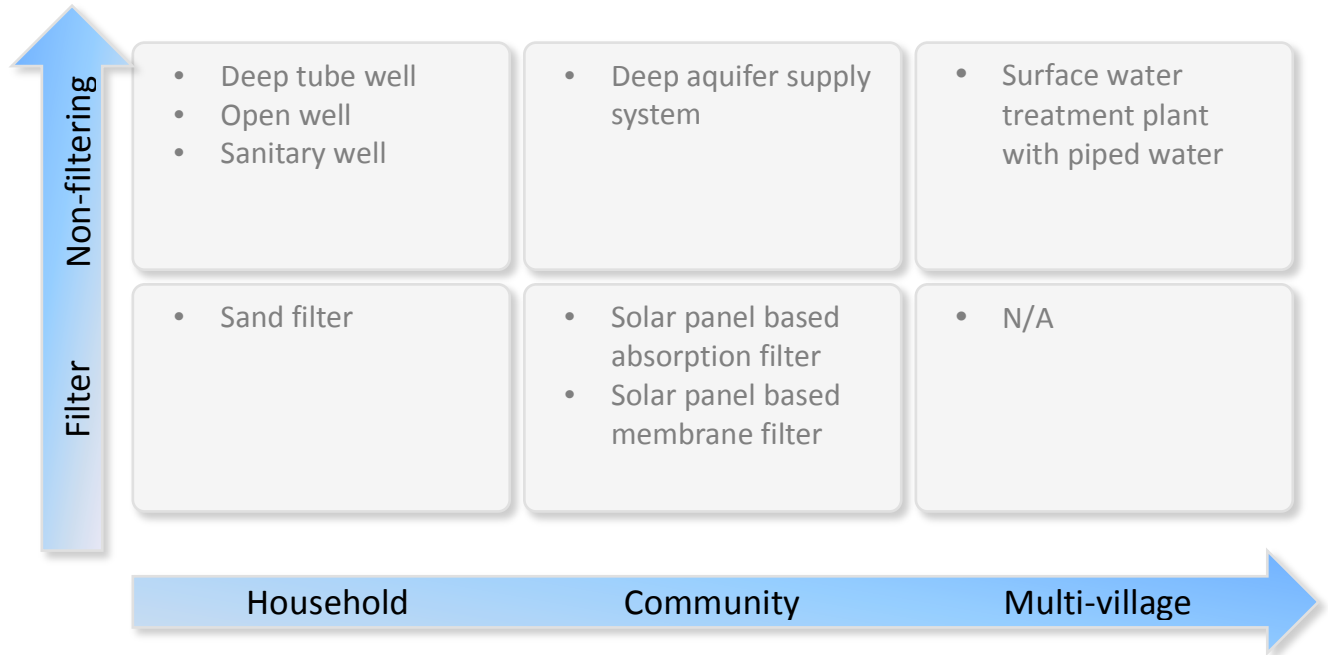 Non-filtering
• Deep tube well
• Open well
• Sanitary well
• Deep aquifer supply
system
• Surface water
treatment plant
with piped water
Filter
• Sand filter
• Solar panel based
absorption filter
• Solar panel based
membrane filter
• N/A
Household
Community
Multi-village